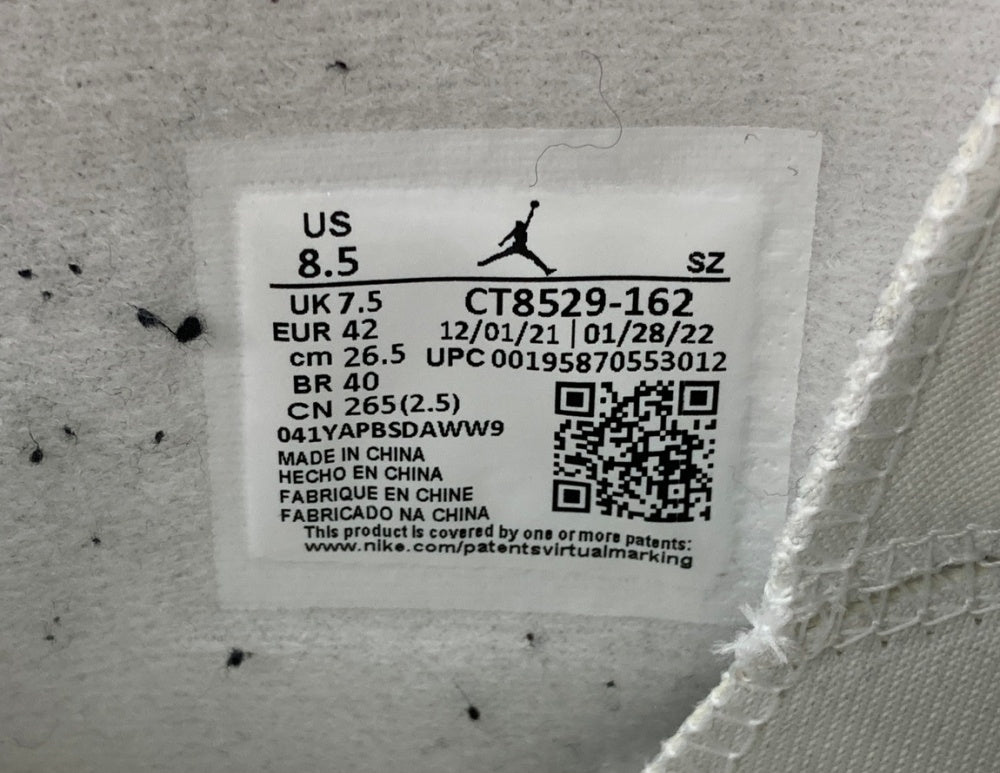 US
8.5
SZ
UK 7.5
CT8529-162
EUR 42
12/01/21 | 01/28/22
cm 26.5
UPC 00195870553012
BR 40
CN 265(2.5)
041YAPBSDAWW9
MADE IN CHINA
HECHO EN CHINA
FABRIQUE EN CHINE
FABRICADO NA CHINA
This product is covered by one or more patents:
www.nike.com/patentsvirtualmarking